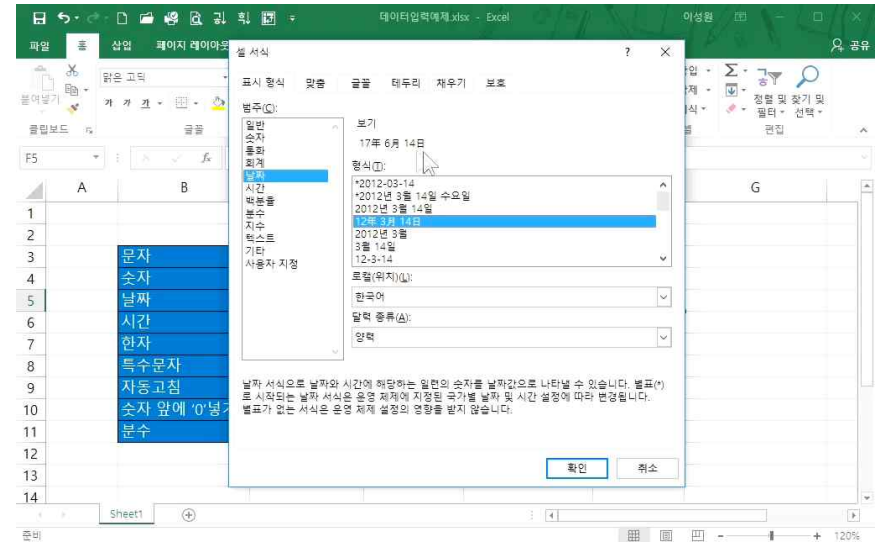 데이터입력예제.xlsx - Excel 이성원
파일 홈 삽입 페이지 레이아웃 공유
셀 서식 ? ×
맑은 고딕
가 가 가
클립보드 글꼴
정렬 및 필터 찾기 및 선택
편집
F5 fx
A B G
표시 형식 맞춤 글꼴 테두리 채우기 보호
범주(C):
일반
숫자
통화
회계
날짜
시간
백분율
분수
지수
텍스트
기타
사용자 지정
보기
17年 6月 14日
형식(T):
*2012-03-14
*2012년 3월 14일 수요일
2012년 3월 14일
12年 3月 14日
2012년 3월
3월 14일
12-3-14
로캘(위치)(L):
한국어
달력 종류(A):
양력
날짜 서식으로 날짜와 시간에 해당하는 일련의 숫자를 날짜값으로 나타낼 수 있습니다. 별표(*)
로 시작되는 날짜 서식은 운영 체제에 지정된 국가별 날짜 및 시간 설정에 따라 변경됩니다.
별표가 없는 서식은 운영 체제 설정의 영향을 받지 않습니다.
확인 취소
1
2
3 문자
4 숫자
5 날짜
6 시간
7 한자
8 특수문자
9 자동고침
10 숫자 앞에 '0'넣기
11 분수
12
13
14
Sheet1
준비 120%